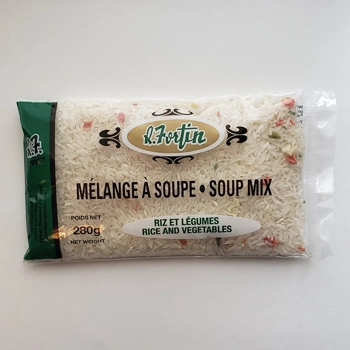 R.F.
R.Fortin
MÉLANGE À SOUPE • SOUP MIX
POIDS NET
280g
NET WEIGHT
RIZ ET LÉGUMES
RICE AND VEGETABLES